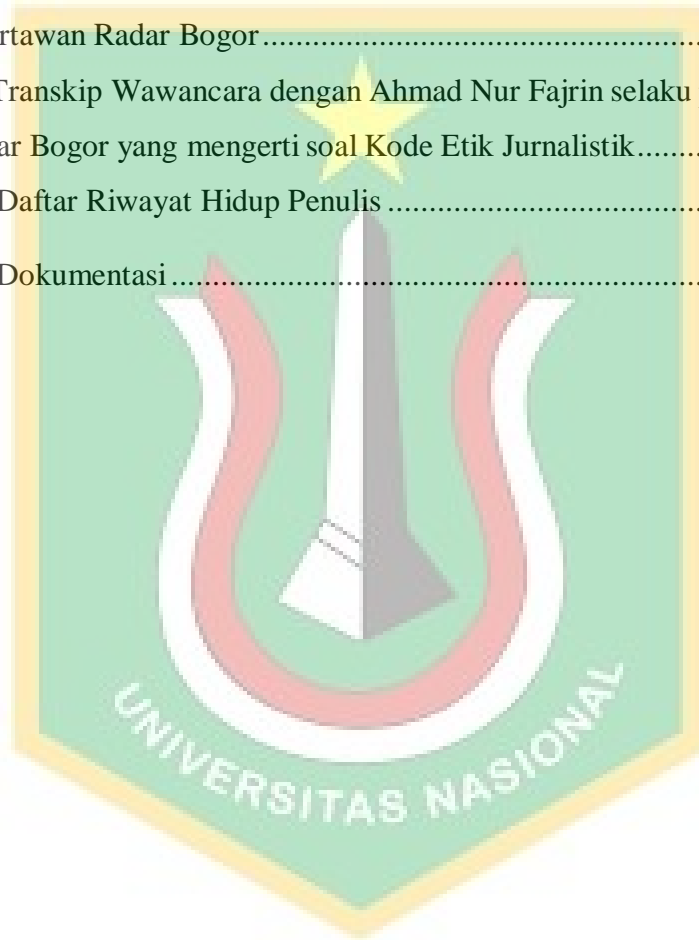 rtawan Radar Bogor..........................................................
Transkip Wawancara dengan Ahmad Nur Fajrin selaku
ar Bogor yang mengerti soal Kode Etik Jurnalistik........
Daftar Riwayat Hidup Penulis........................................
Dokumentasi...................................................................
UNIVERSITAS NASIONAL